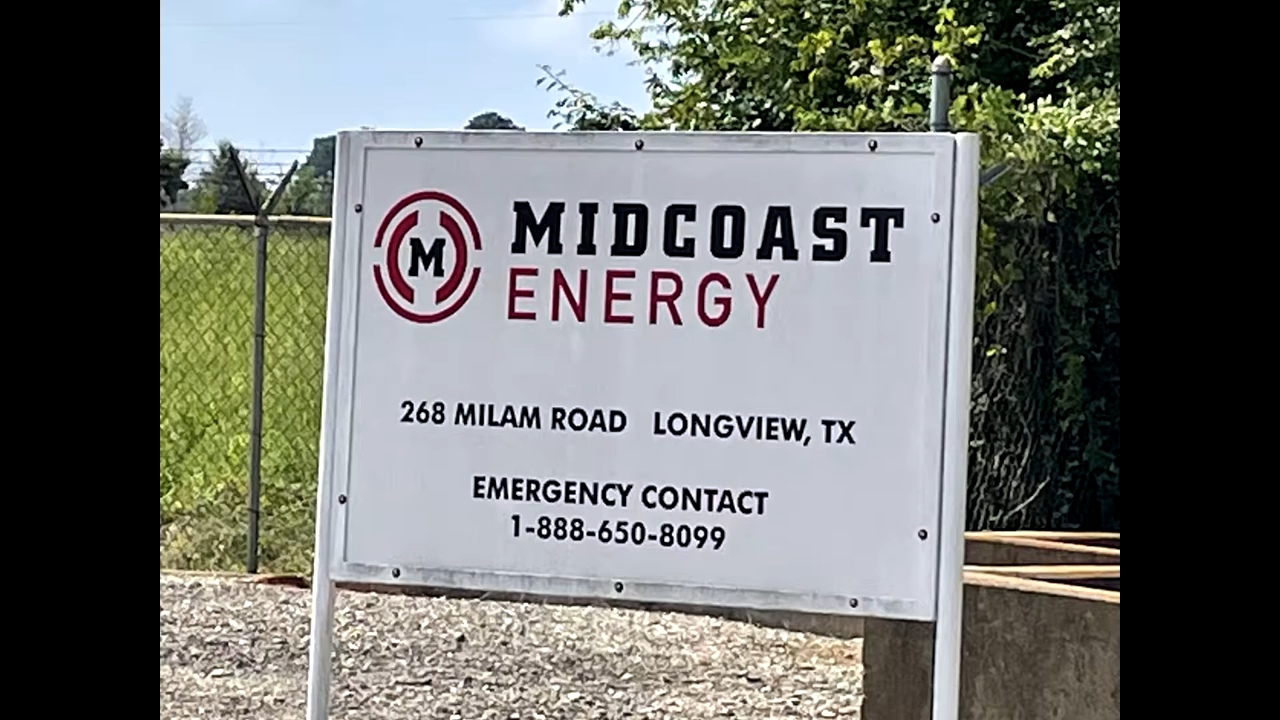 M
MIDCOAST
ENERGY
268 MILAM ROAD LONGVIEW, TX
EMERGENCY CONTACT
1-888-650-8099